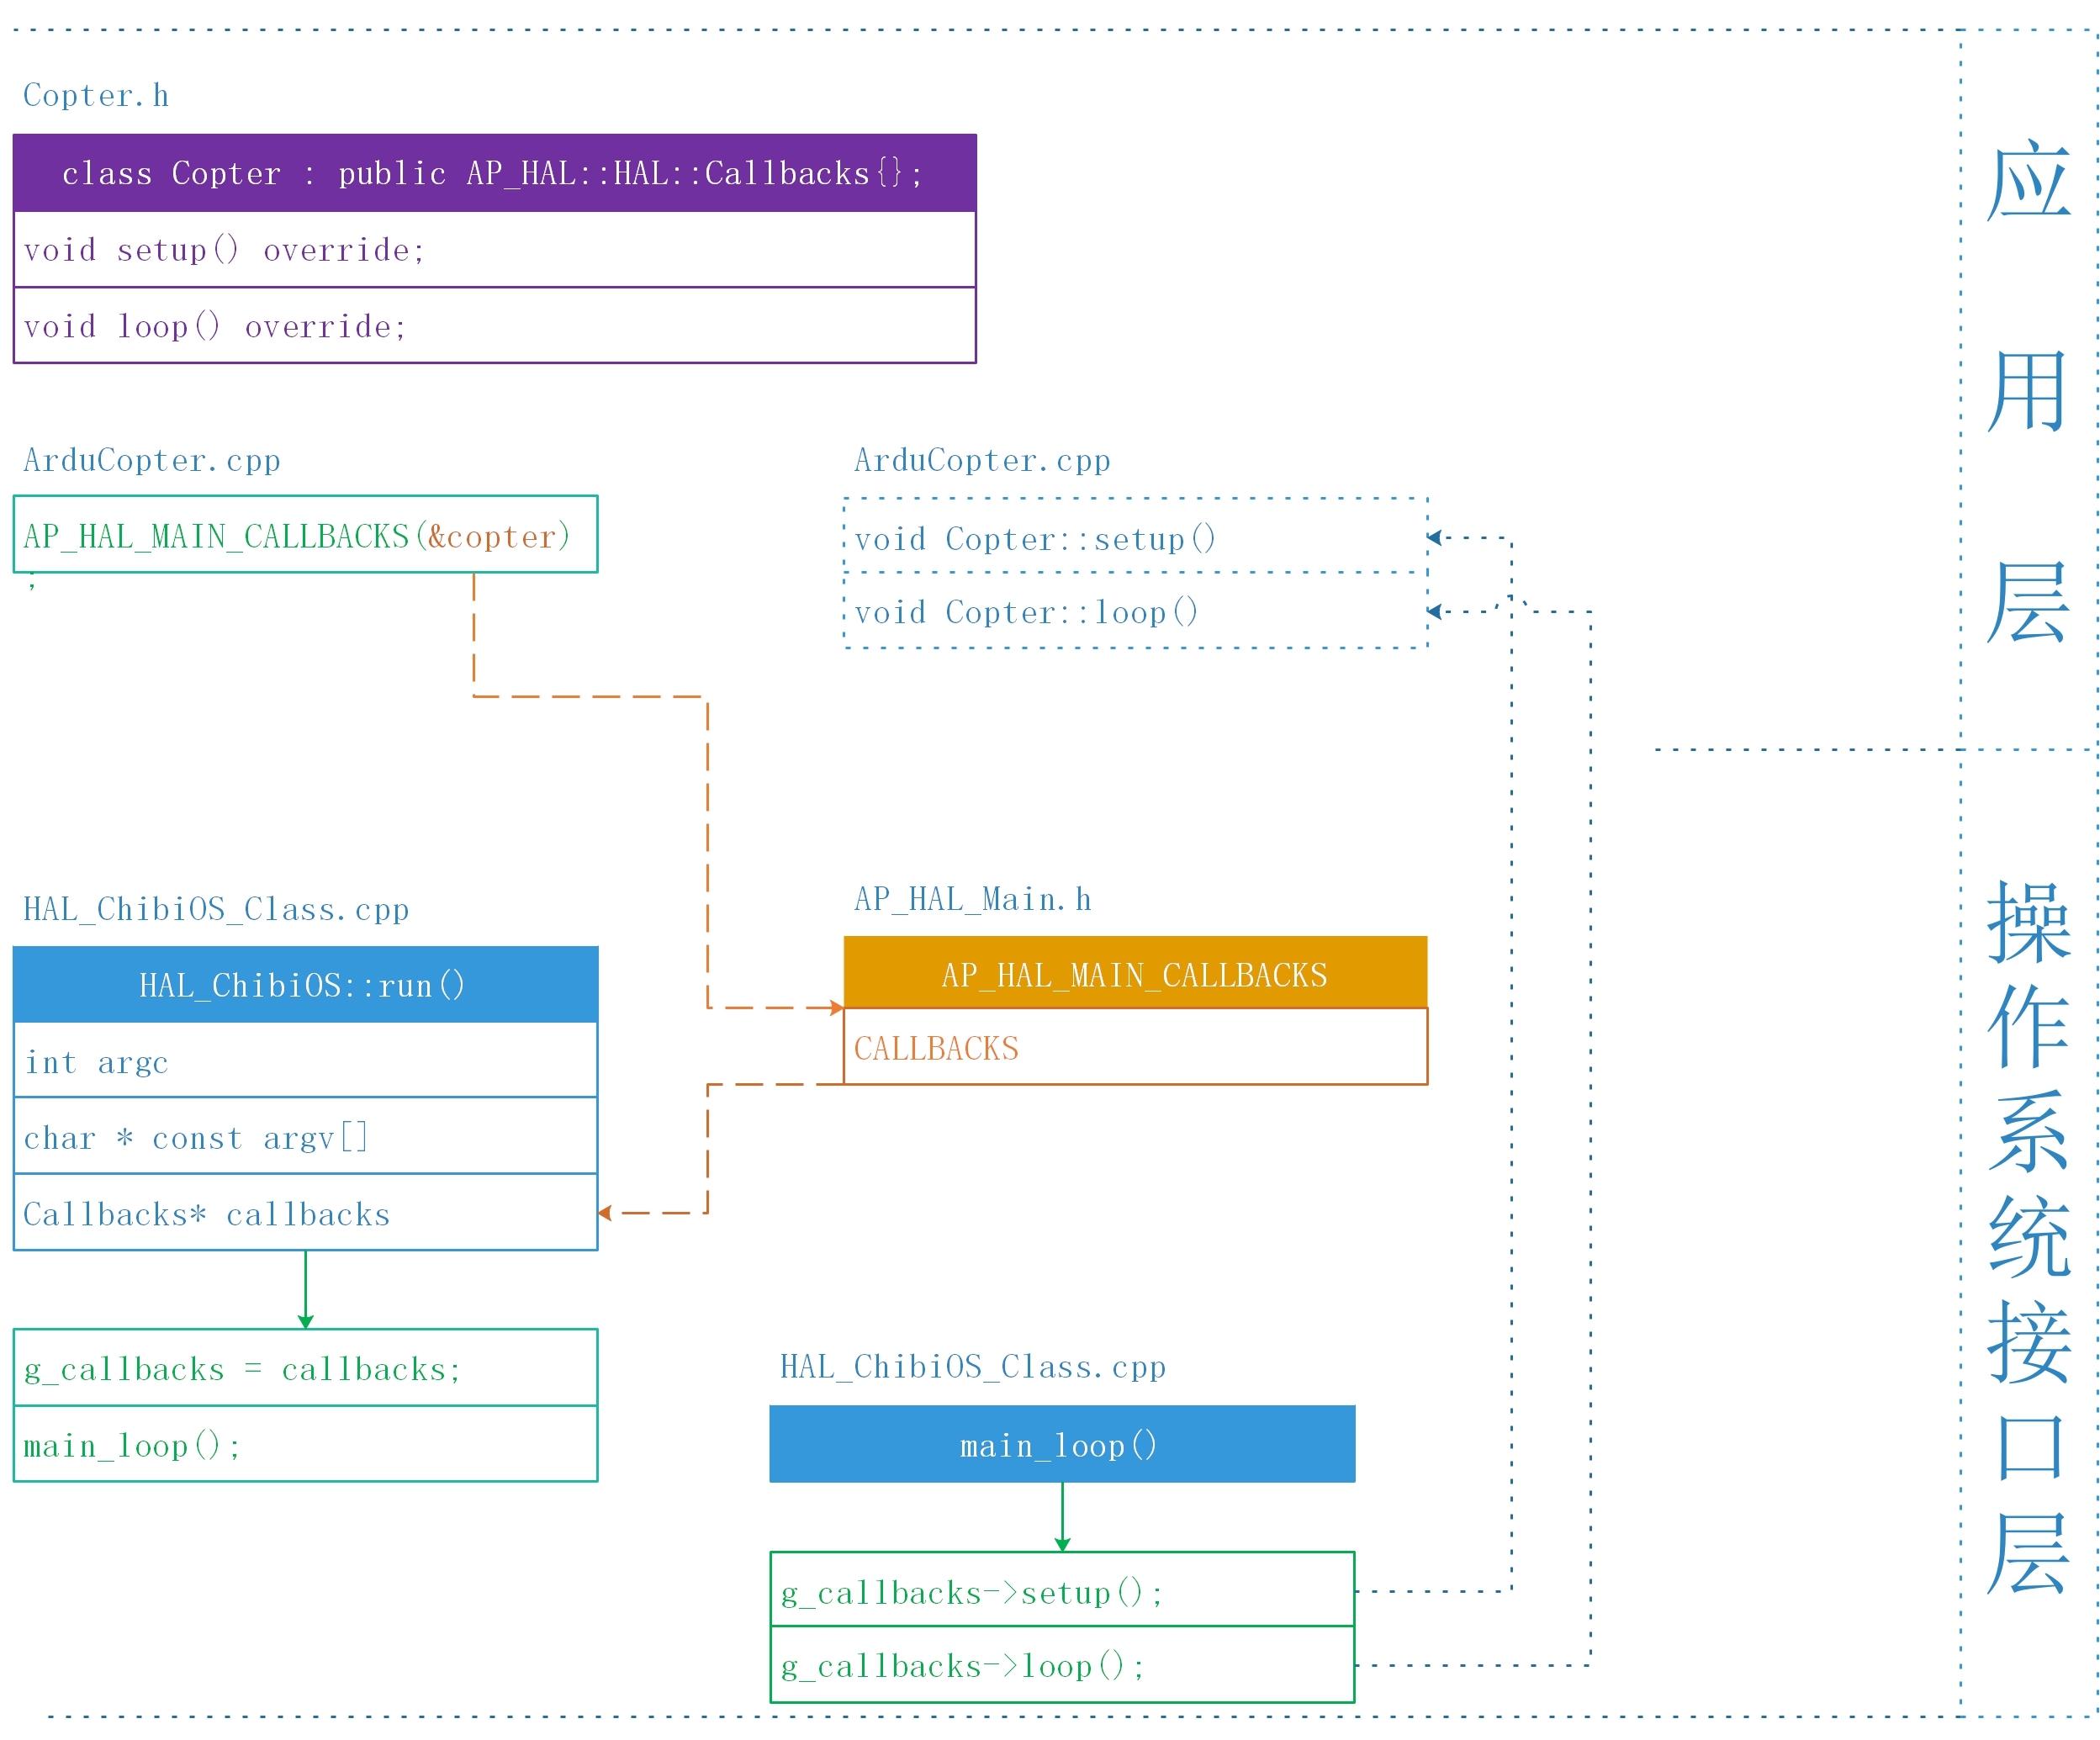 Copter.h
class Copter : public AP_HAL::HAL::Callbacks{};
void setup() override;
void loop() override;
ArduCopter.cpp
AP_HAL_MAIN_CALLBACKS(&copter)
;
ArduCopter.cpp
void Copter::setup()
void Copter::loop()
应用层
HAL_ChibiOS_Class.cpp
HAL_ChibiOS::run()
int argc
char * const argv[]
Callbacks* callbacks
g_callbacks = callbacks;
main_loop();
AP_HAL_Main.h
AP_HAL_MAIN_CALLBACKS
CALLBACKS
HAL_ChibiOS_Class.cpp
main_loop()
g_callbacks->setup();
g_callbacks->loop();
操作系统接口层